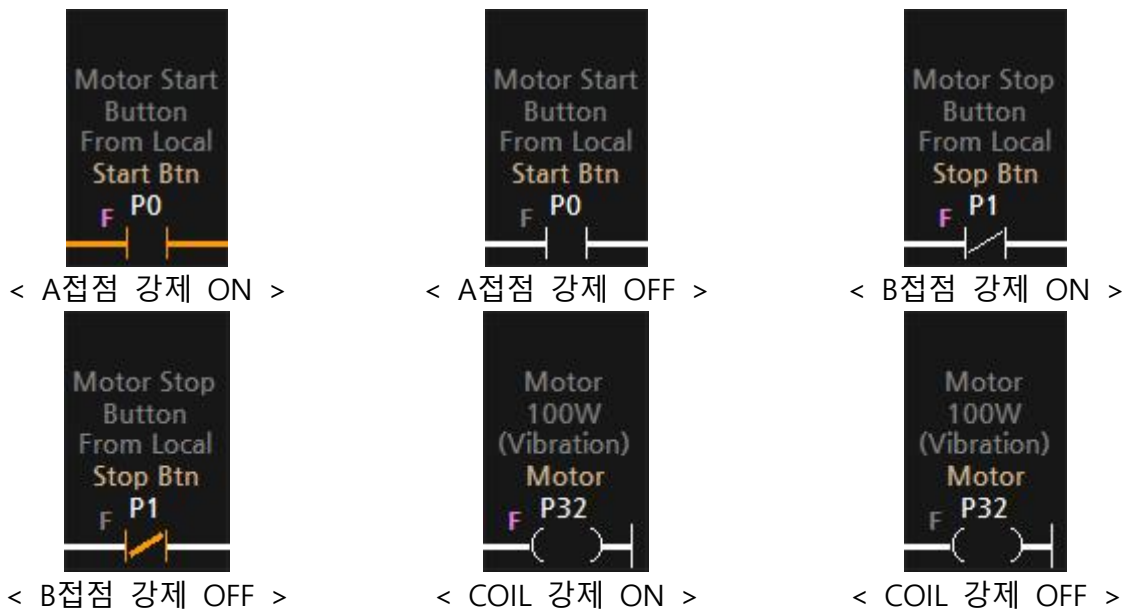 Motor Start
Button
From Local
Start Btn
F P0
< A접점 강제 ON >
Motor Start
Button
From Local
Start Btn
F P0
< A접점 강제 OFF >
Motor Stop
Button
From Local
Stop Btn
F P1
< B접점 강제 ON >
Motor Stop
Button
From Local
Stop Btn
F P1
< B접점 강제 OFF >
Motor
100W
(Vibration)
Motor
F P32
< COIL 강제 ON >
Motor
100W
(Vibration)
Motor
F P32
< COIL 강제 OFF >